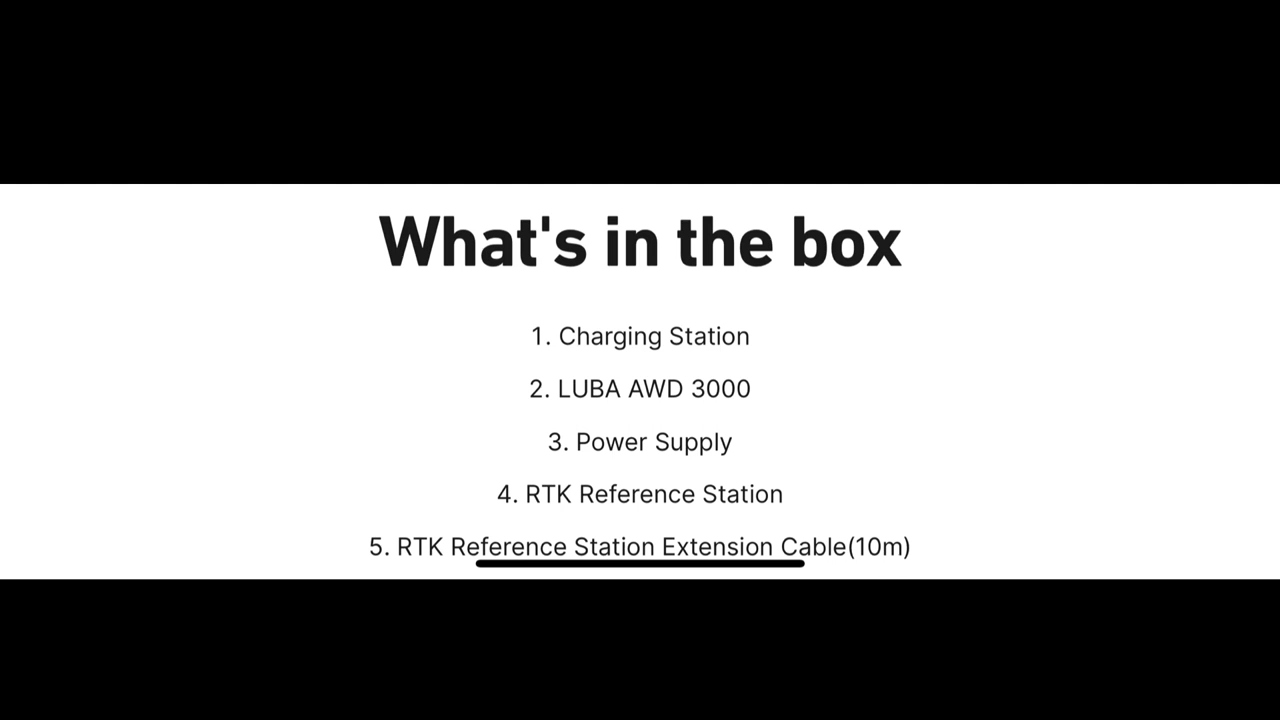 What's in the box
1. Charging Station
2. LUBA AWD 3000
3. Power Supply
4. RTK Reference Station
5. RTK Reference Station Extension Cable(10m)